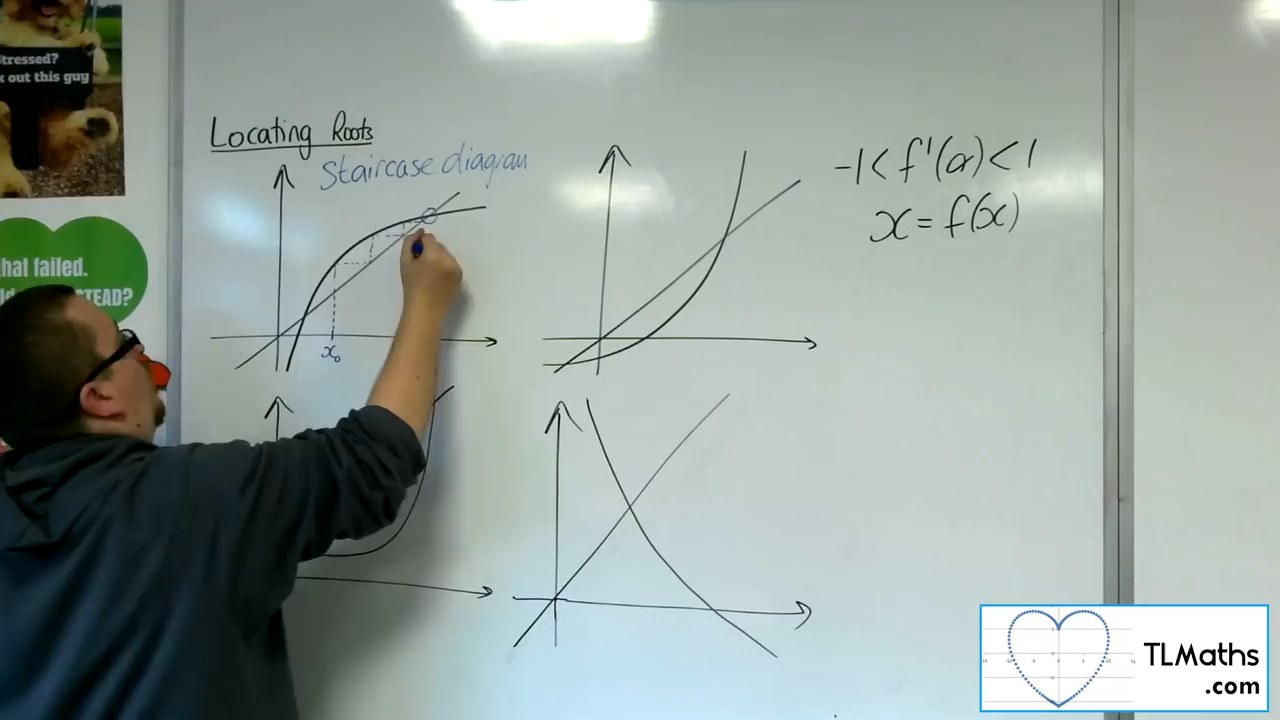 Stressed?
out this guy
hat failed.
STEAD?
Locating Roots
Staircase diagram
x₀
-1 < f'(α) < 1
x = f(x)
TLMaths
.com